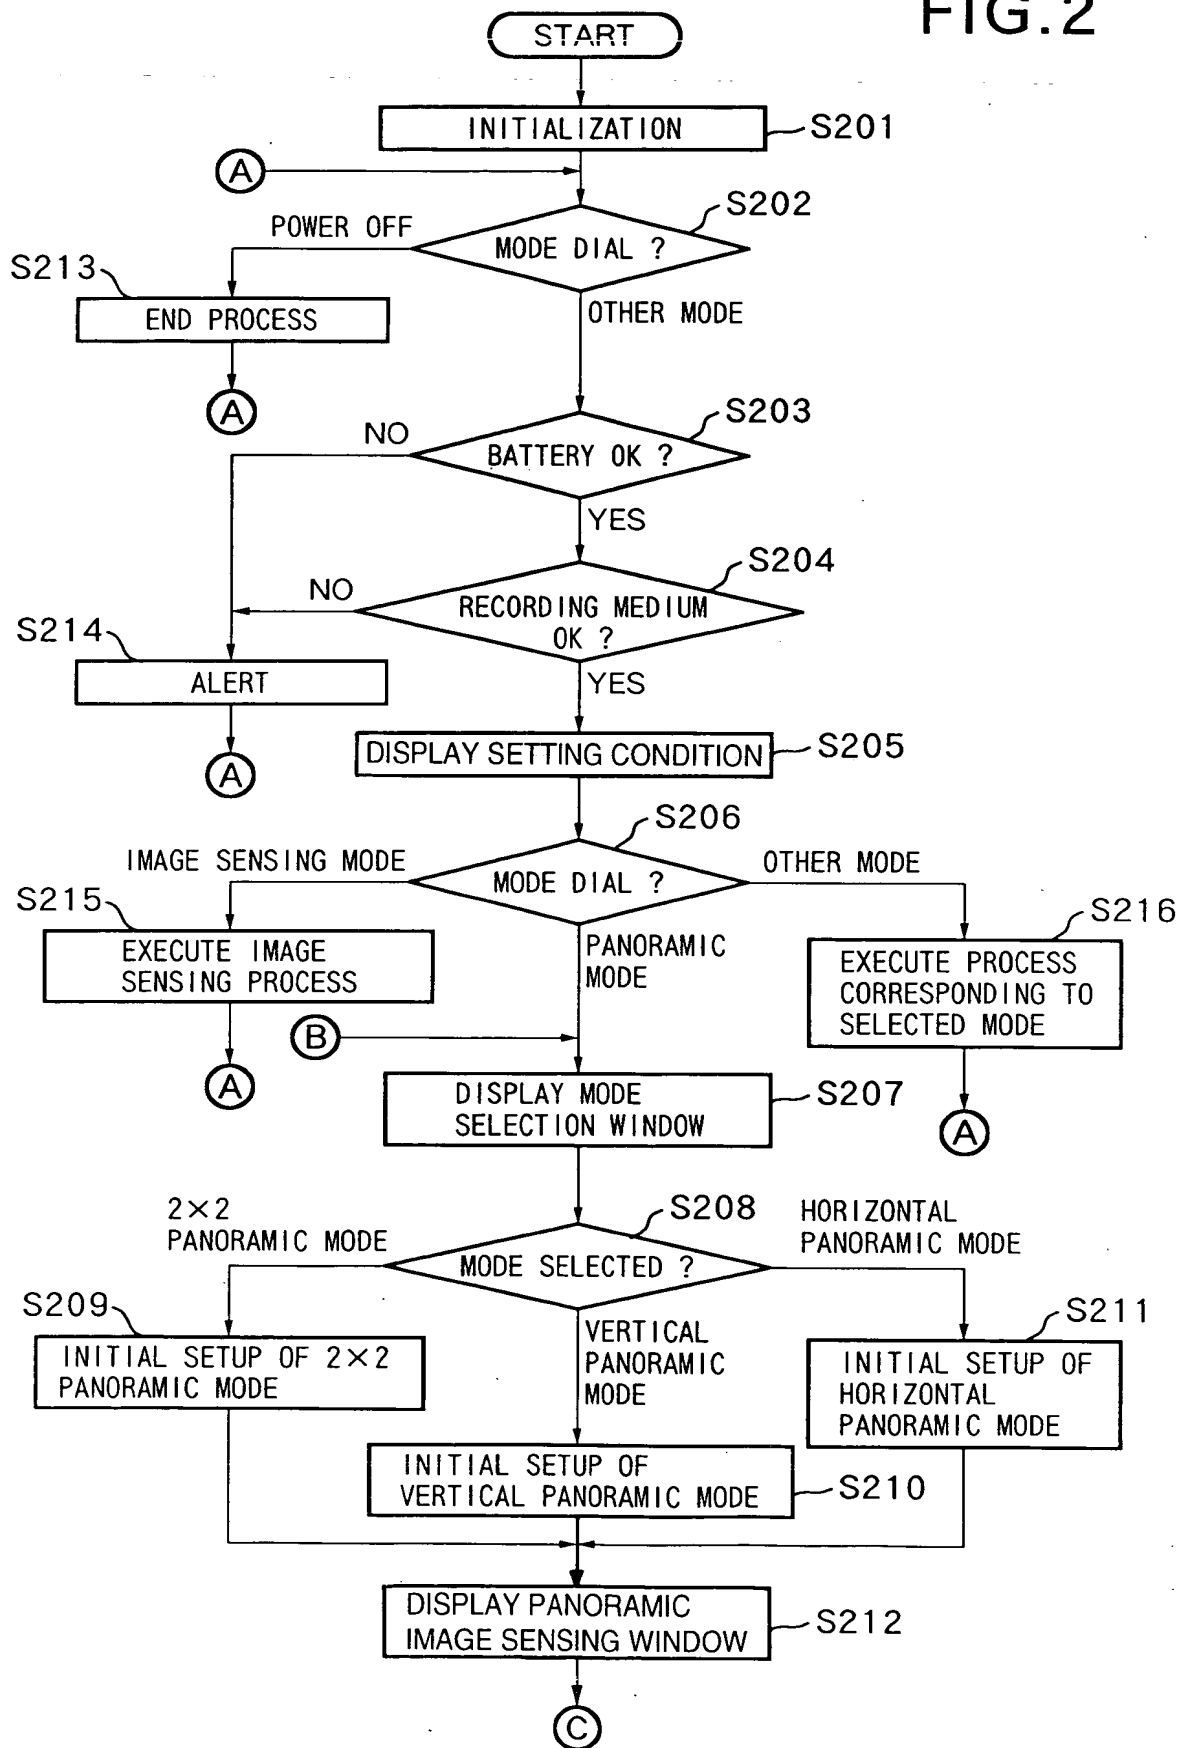 FIG.2
START
INITIALIZATION
S201
A
S202
POWER OFF
MODE DIAL ?
S213
END PROCESS
OTHER MODE
A
S203
NO
BATTERY OK ?
YES
S204
NO
RECORDING MEDIUM
OK ?
S214
ALERT
YES
A
DISPLAY SETTING CONDITION
S205
S206
IMAGE SENSING MODE
MODE DIAL ?
OTHER MODE
S215
EXECUTE IMAGE
SENSING PROCESS
PANORAMIC
MODE
S216
EXECUTE PROCESS
CORRESPONDING TO
SELECTED MODE
B
A
A
DISPLAY MODE
SELECTION WINDOW
S207
2×2
PANORAMIC MODE
S208
MODE SELECTED ?
HORIZONTAL
PANORAMIC MODE
S209
INITIAL SETUP OF 2×2
PANORAMIC MODE
VERTICAL
PANORAMIC
MODE
S211
INITIAL SETUP OF
HORIZONTAL
PANORAMIC MODE
INITIAL SETUP OF
VERTICAL PANORAMIC MODE
S210
DISPLAY PANORAMIC
IMAGE SENSING WINDOW
S212
C